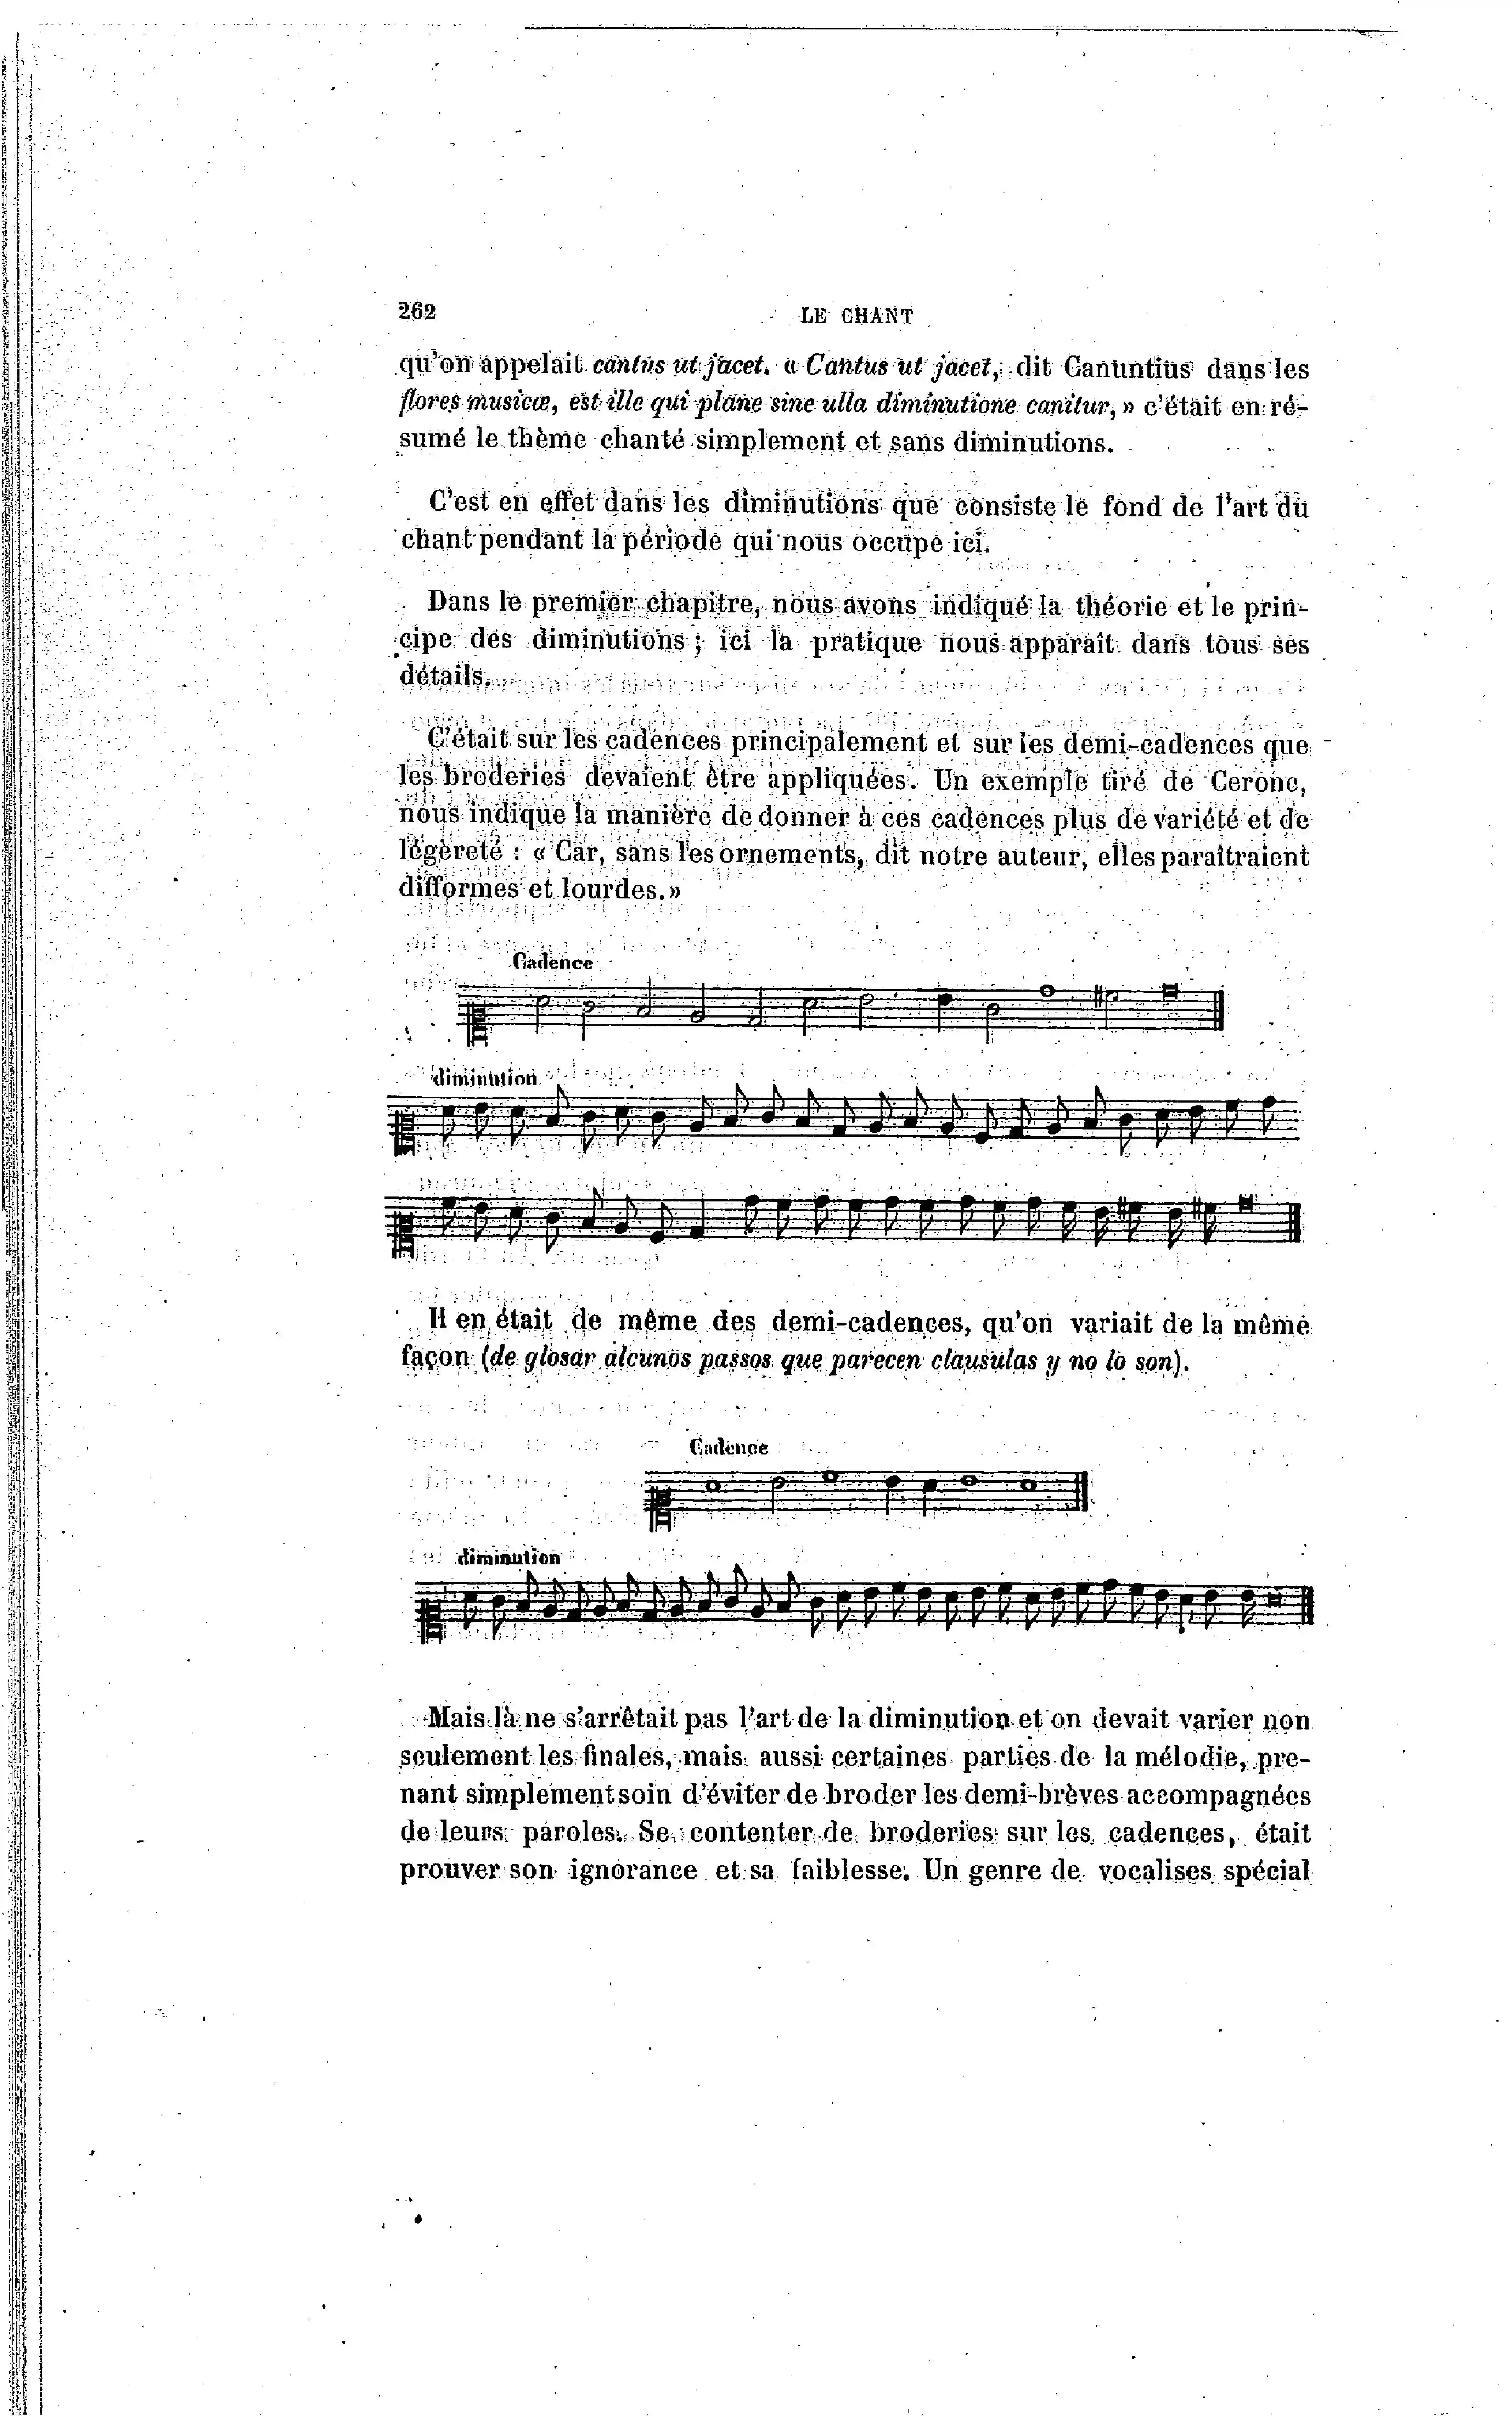 262
LE CHANT
qu'on appelait cantus ut jacet. « Cantus ut jacet, dit Canuntius dans les
flores musicæ, est ille qui plane sine ulla diminutione canitur, » c'était en ré-
sumé le thème chanté simplement et sans diminutions.
C'est en effet dans les diminutions que consiste le fond de l'art du
chant pendant la période qui nous occupe ici.
Dans le premier chapitre, nous avons indiqué la théorie et le prin-
cipe des diminutions ; ici la pratique nous apparaît dans tous ses
détails.
C'était sur les cadences principalement et sur les demi-cadences que
les broderies devaient être appliquées. Un exemple tiré de Cerone,
nous indique la manière de donner à ces cadences plus de variété et de
légèreté : « Car, sans les ornements, dit notre auteur, elles paraîtraient
difformes et lourdes. »
Cadence
diminution
Il en était de même des demi-cadences, qu'on variait de la même
façon (de glosar alcunos passos que parecen clausulas y no lo son).
Cadence
diminution
Mais là ne s'arrêtait pas l'art de la diminution et on devait varier non
seulement les finales, mais aussi certaines parties de la mélodie, pre-
nant simplement soin d'éviter de broder les demi-brèves accompagnées
de leurs paroles. Se contenter de broderies sur les cadences, était
prouver son ignorance et sa faiblesse. Un genre de vocalises spécial